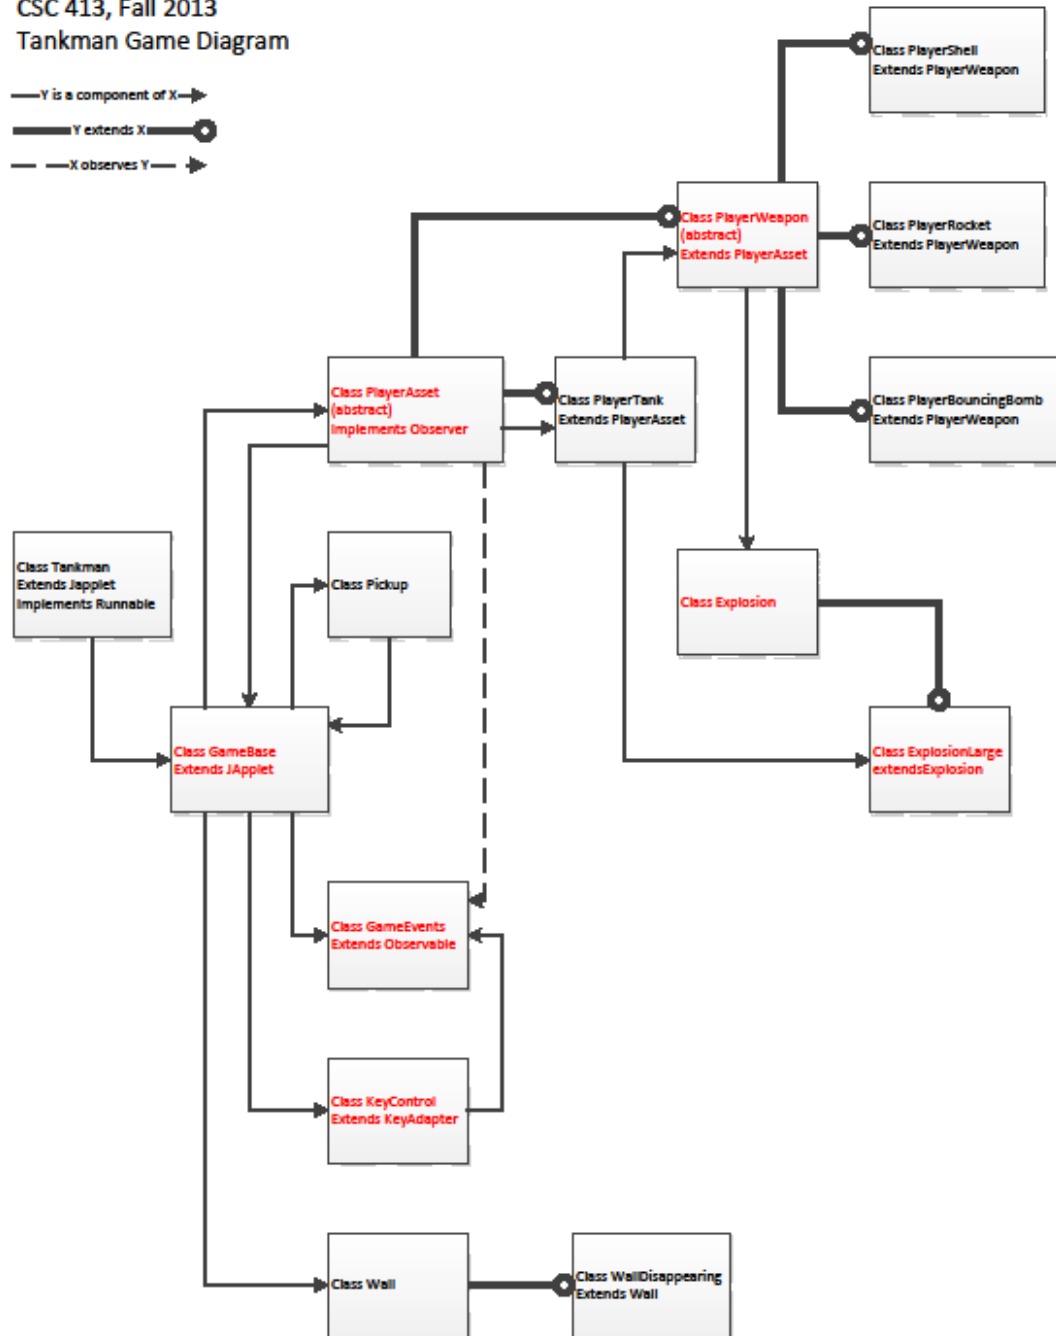 CSC 413, Fall 2013
Tankman Game Diagram
Y is a component of X
Y extends X
X observes Y
Class PlayerShell
Extends PlayerWeapon
Class PlayerWeapon
(abstract)
Extends PlayerAsset
Class PlayerRocket
Extends PlayerWeapon
Class PlayerAsset
(abstract)
Implements Observer
Class PlayerTank
Extends PlayerAsset
Class PlayerBouncingBomb
Extends PlayerWeapon
Class Tankman
Extends Japplet
Implements Runnable
Class Pickup
Class Explosion
Class GameBase
Extends JApplet
Class ExplosionLarge
extendsExplosion
Class GameEvents
Extends Observable
Class KeyControl
Extends KeyAdapter
Class Wall
Class WallDisappearing
Extends Wall